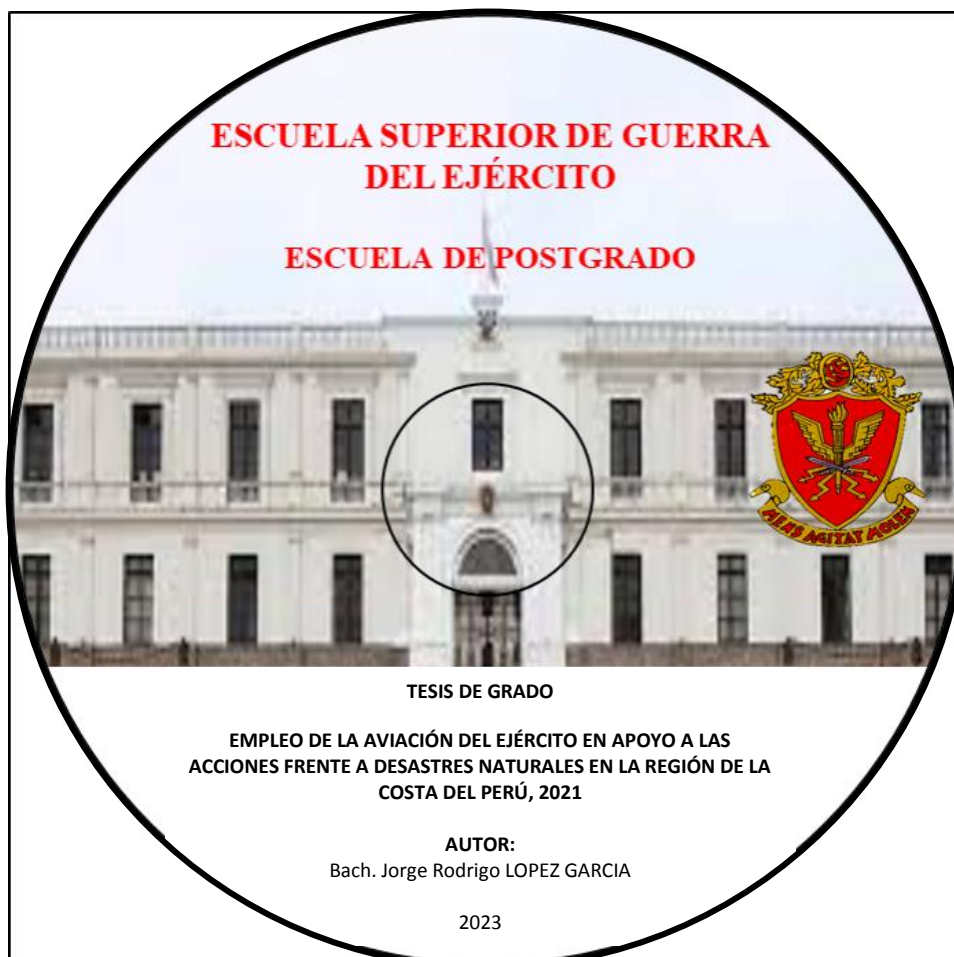 ESCUELA SUPERIOR DE GUERRA
DEL EJÉRCITO
ESCUELA DE POSTGRADO
MENS AGITAT MOLEM
TESIS DE GRADO
EMPLEO DE LA AVIACIÓN DEL EJÉRCITO EN APOYO A LAS
ACCIONES FRENTE A DESASTRES NATURALES EN LA REGIÓN DE LA
COSTA DEL PERÚ, 2021
AUTOR:
Bach. Jorge Rodrigo LOPEZ GARCIA
2023